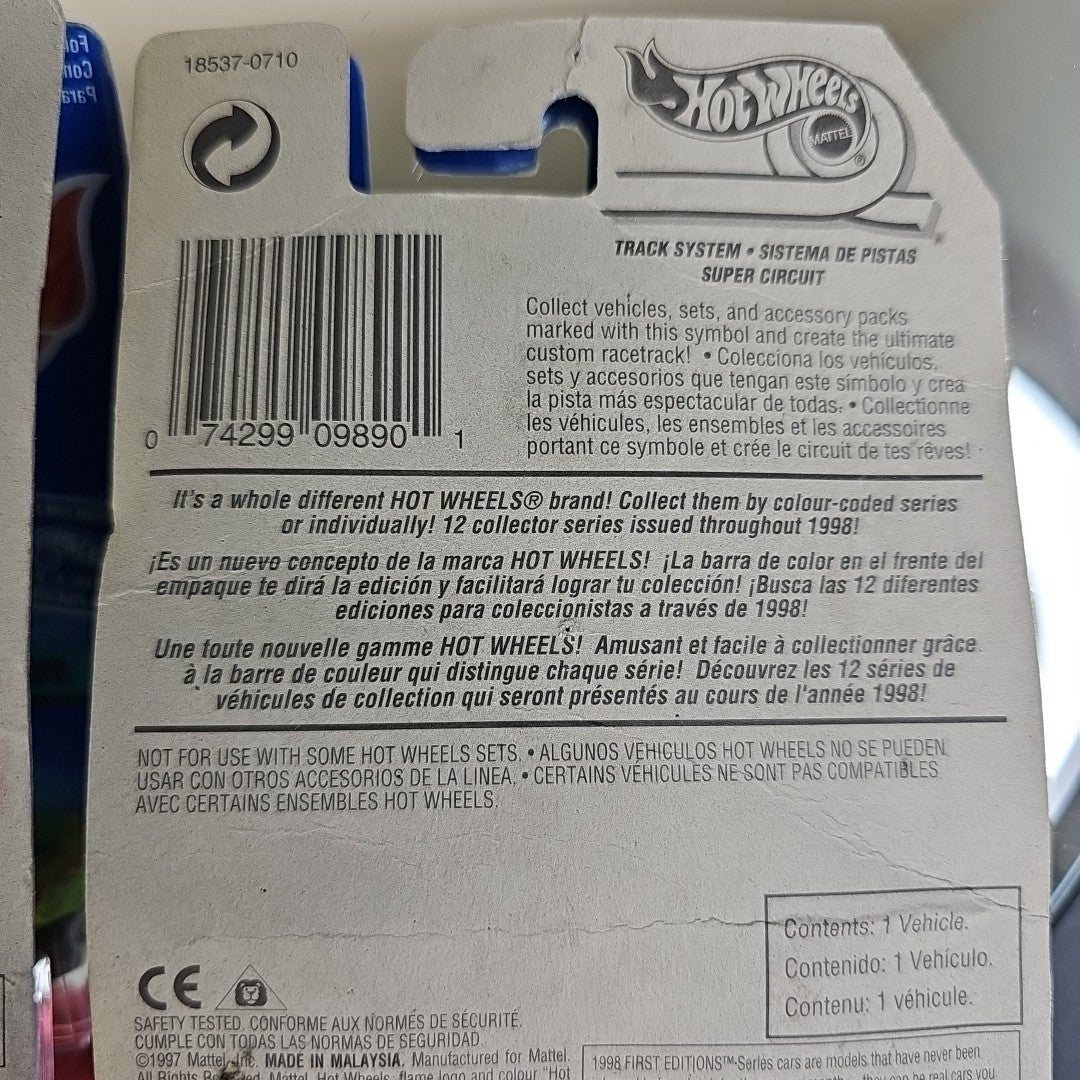 18537-0710
HOT WHEELS
MATTEL
®
TRACK SYSTEM • SISTEMA DE PISTAS
SUPER CIRCUIT
Collect vehicles, sets, and accessory packs
marked with this symbol and create the ultimate
custom racetrack! • Colecciona los vehículos,
sets y accesorios que tengan este símbolo y crea
la pista más espectacular de todas. • Collectionne
les véhicules, les ensembles et les accessoires
portant ce symbole et crée le circuit de tes rêves!
0 74299 09890 1
It's a whole different HOT WHEELS® brand! Collect them by colour-coded series
or individually! 12 collector series issued throughout 1998!
¡Es un nuevo concepto de la marca HOT WHEELS! ¡La barra de color en el frente del
empaque te dirá la edición y facilitará lograr tu colección! ¡Busca las 12 diferentes
ediciones para coleccionistas a través de 1998!
Une toute nouvelle gamme HOT WHEELS! Amusant et facile à collectionner grâce
à la barre de couleur qui distingue chaque série! Découvrez les 12 séries de
véhicules de collection qui seront présentés au cours de l'année 1998!
NOT FOR USE WITH SOME HOT WHEELS SETS. • ALGUNOS VEHICULOS HOT WHEELS NO SE PUEDEN
USAR CON OTROS ACCESORIOS DE LA LINEA. • CERTAINS VÉHICULES NE SONT PAS COMPATIBLES
AVEC CERTAINS ENSEMBLES HOT WHEELS.
Contents: 1 Vehicle.
Contenido: 1 Vehículo.
Contenu: 1 véhicule.
CE
SAFETY TESTED. CONFORME AUX NORMES DE SÉCURITÉ.
CUMPLE CON TODAS LAS NORMAS DE SEGURIDAD.
©1997 Mattel, Inc. MADE IN MALAYSIA. Manufactured for Mattel.
All Rights Mattel, Hot Wheels, flame logo and colour "Hot
1998 FIRST EDITIONS™-Series cars are models that have never been
they can be real cars you